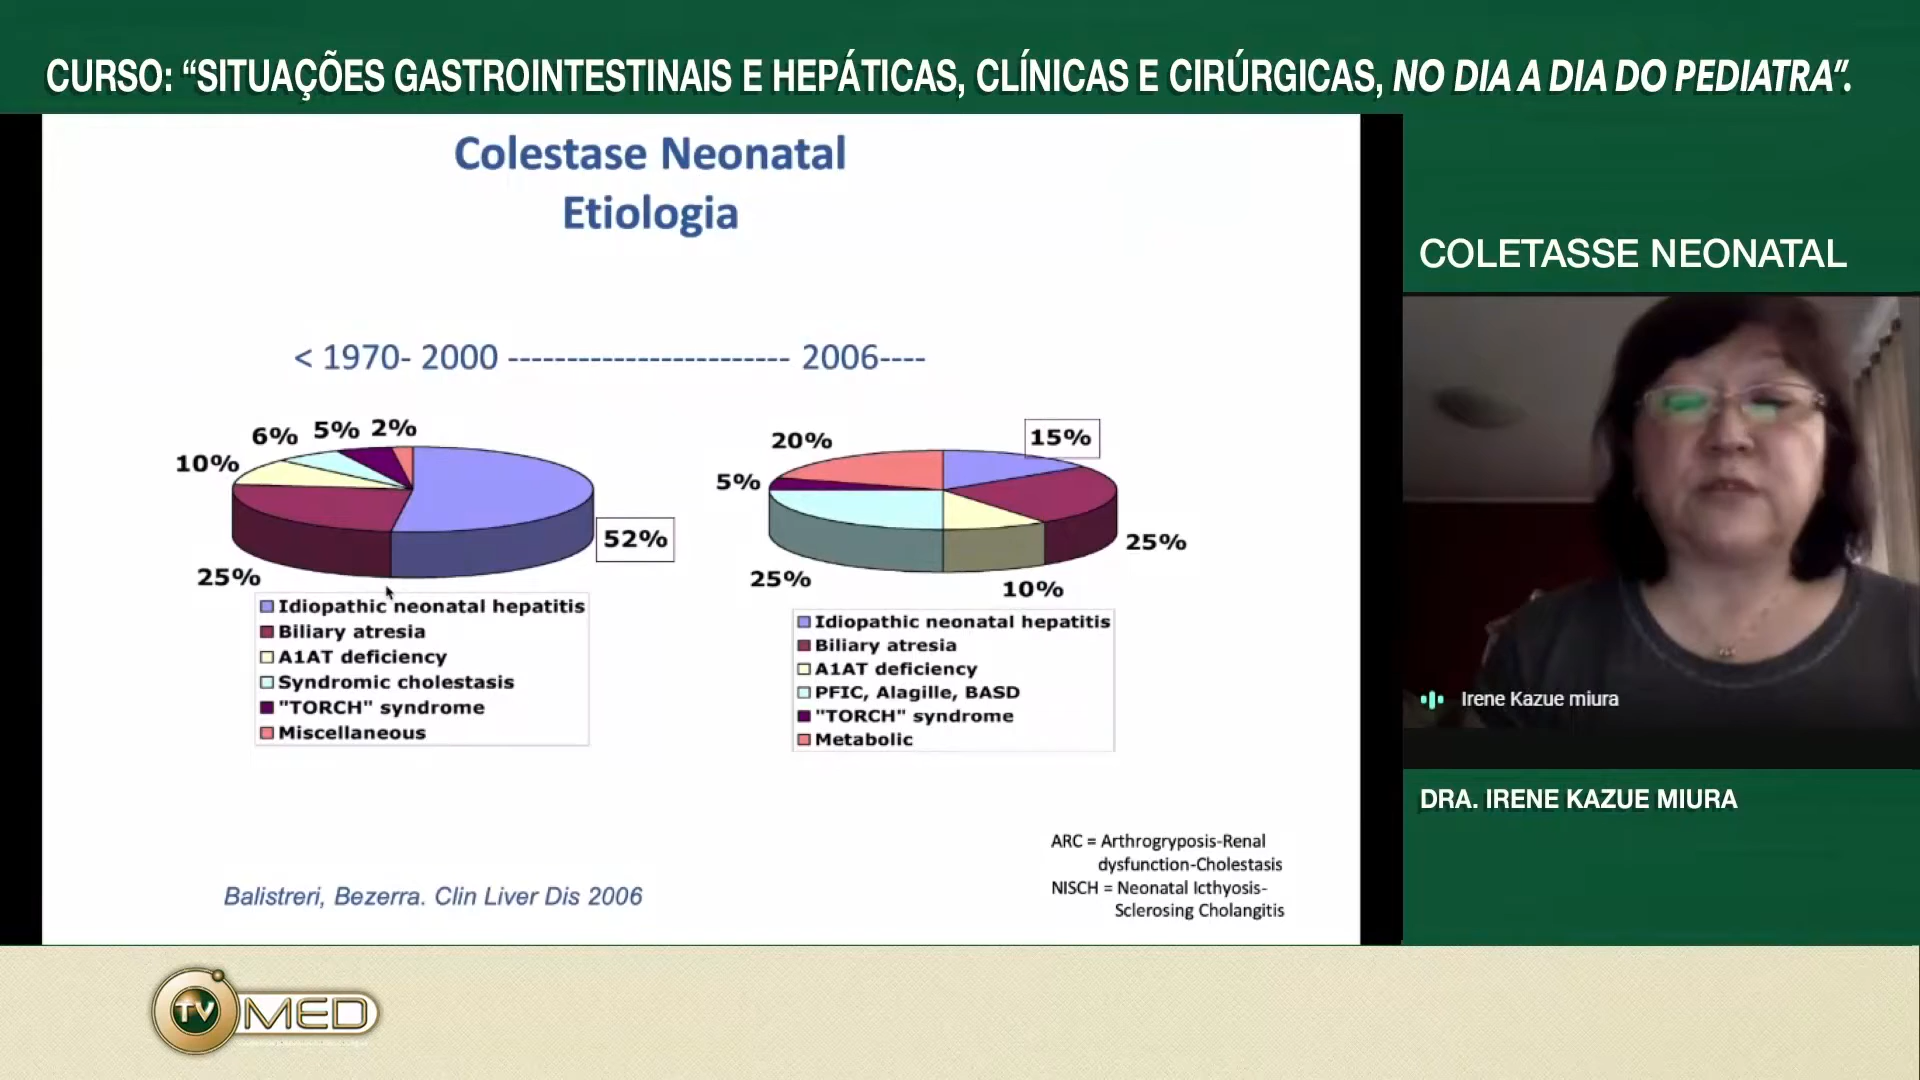 CURSO: “SITUAÇÕES GASTROINTESTINAIS E HEPÁTICAS, CLÍNICAS E CIRÚRGICAS, NO DIA A DIA DO PEDIATRA”.
Colestase Neonatal
Etiologia
< 1970- 2000 ------------------------ 2006----
10%
6%
5%
2%
52%
25%
Idiopathic neonatal hepatitis
Biliary atresia
A1AT deficiency
Syndromic cholestasis
"TORCH" syndrome
Miscellaneous
20%
15%
5%
25%
25%
10%
Idiopathic neonatal hepatitis
Biliary atresia
A1AT deficiency
PFIC, Alagille, BASD
"TORCH" syndrome
Metabolic
ARC = Arthrogryposis-Renal
dysfunction-Cholestasis
NISCH = Neonatal Icthyosis-
Sclerosing Cholangitis
Balistreri, Bezerra. Clin Liver Dis 2006
COLETASSE NEONATAL
Irene Kazue miura
DRA. IRENE KAZUE MIURA
TV MED